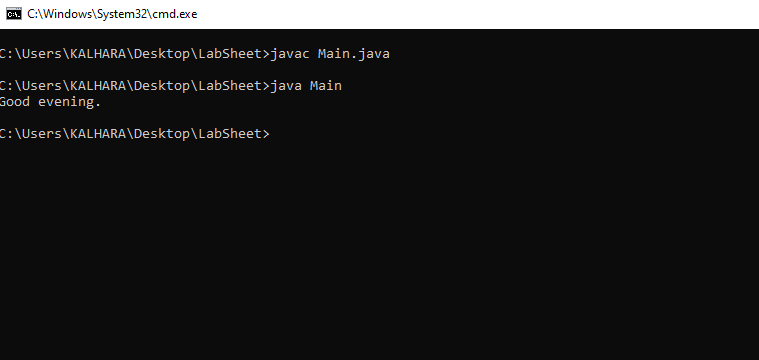 C:\Windows\System32\cmd.exe
C:\Users\KALHARA\Desktop\LabSheet>javac Main.java
C:\Users\KALHARA\Desktop\LabSheet>java Main
Good evening.
C:\Users\KALHARA\Desktop\LabSheet>